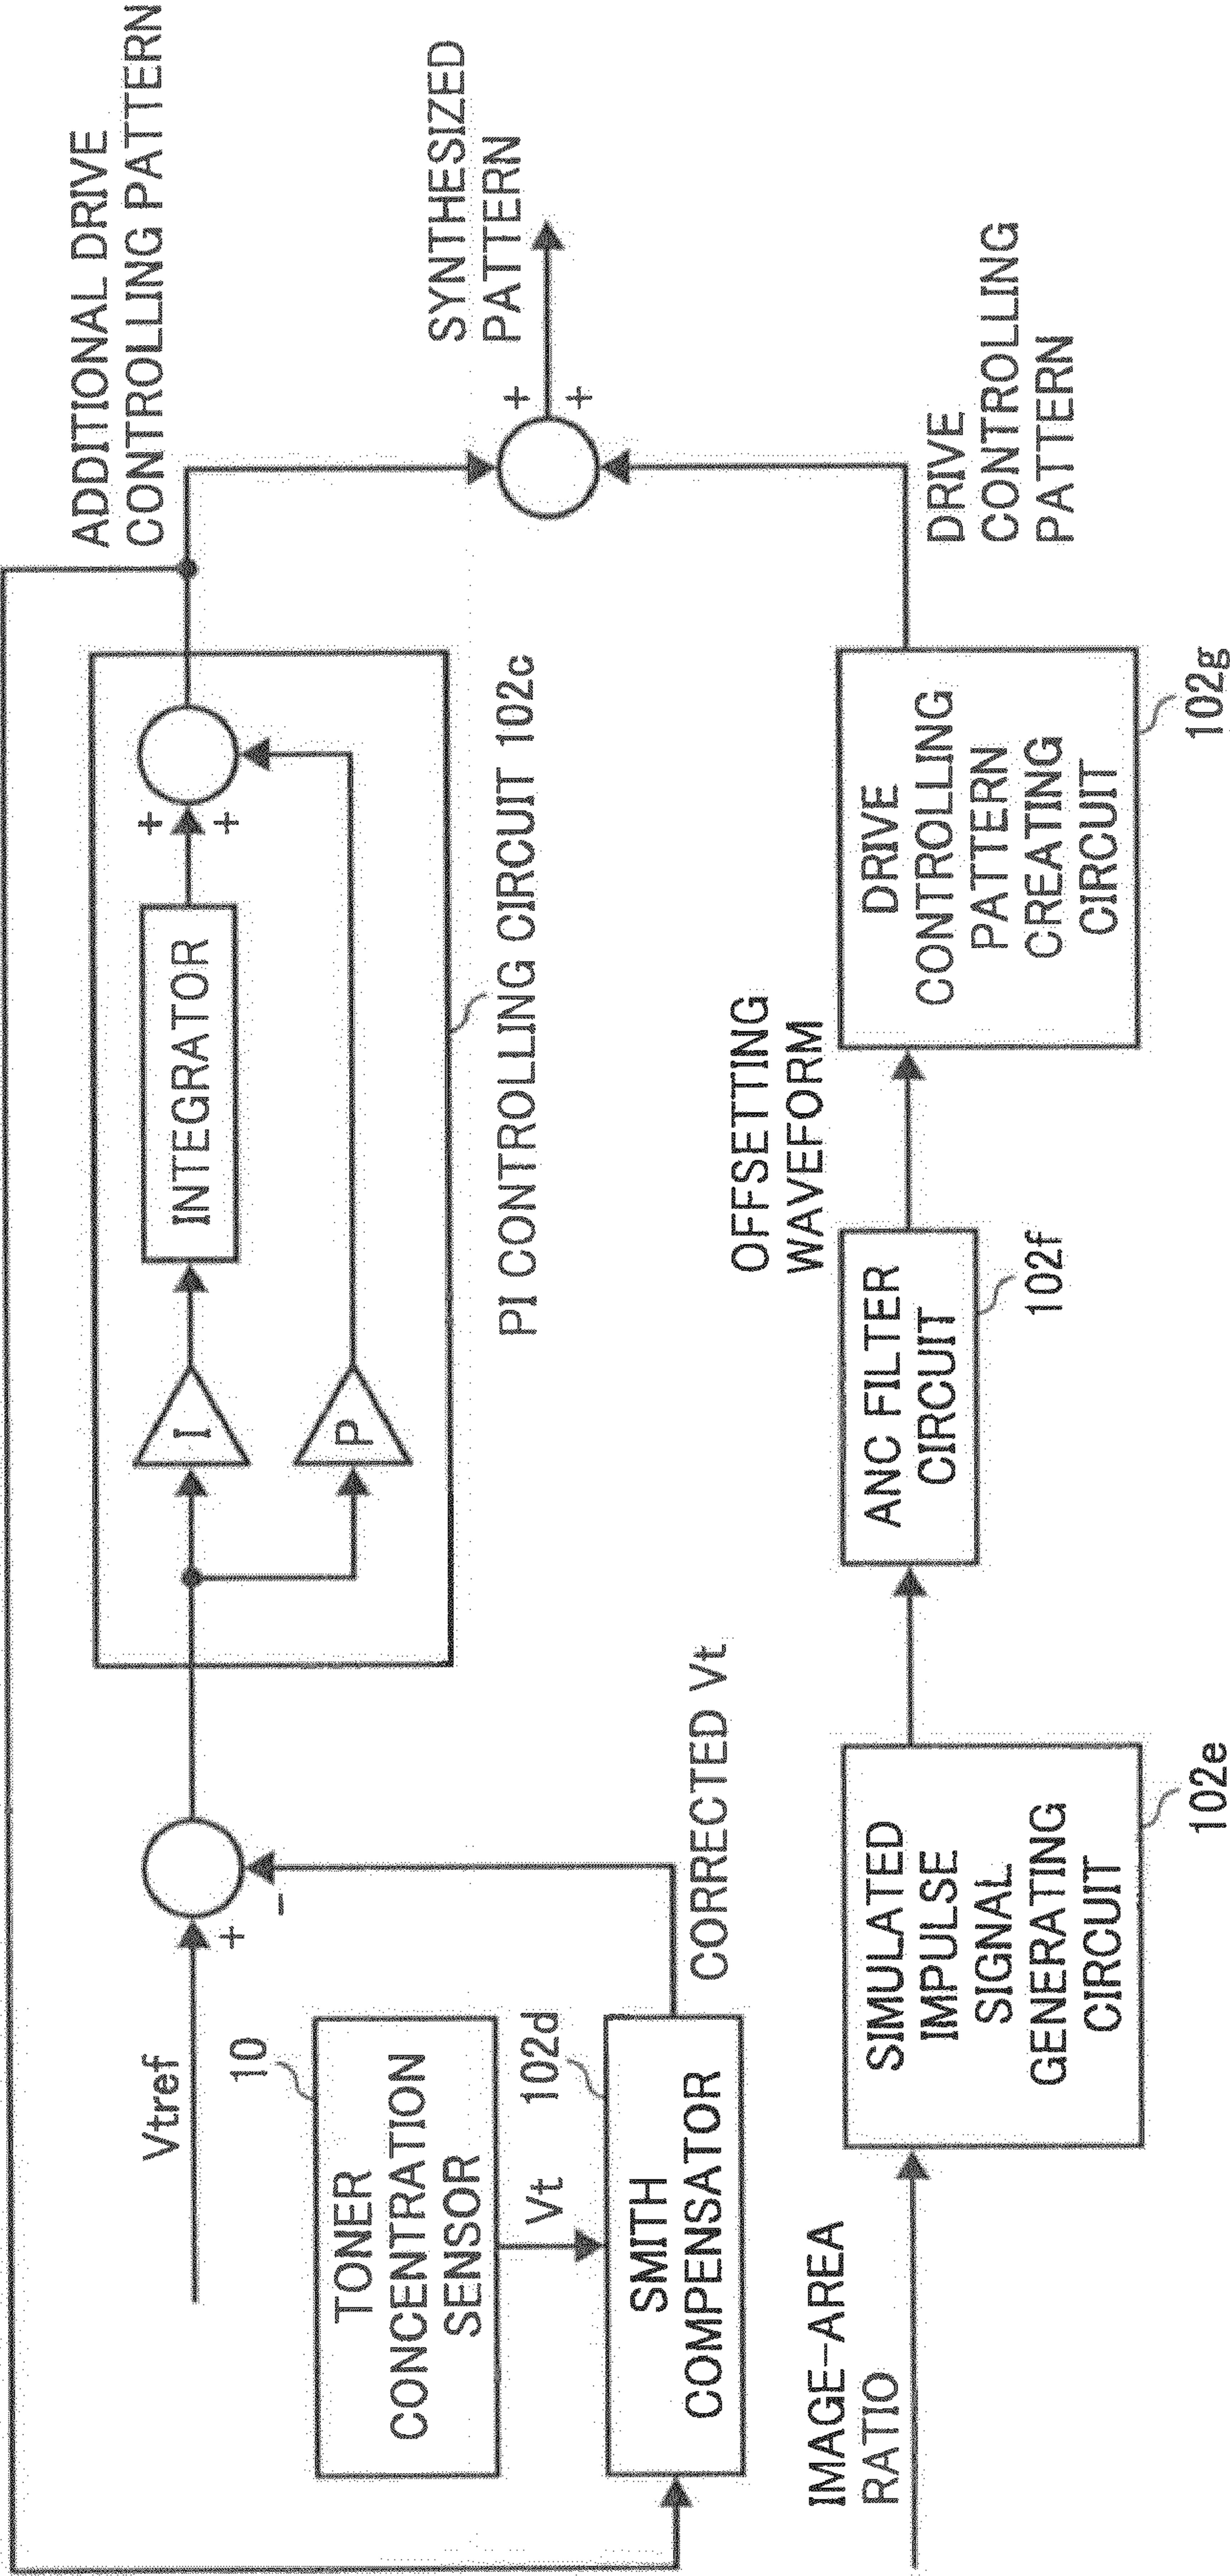 ADDITIONAL DRIVE
CONTROLLING PATTERN
Vtref
+
-
I
INTEGRATOR
+
+
P
PI CONTROLLING CIRCUIT 102c
10
TONER
CONCENTRATION
SENSOR
Vt
102d
SMITH
COMPENSATOR
CORRECTED Vt
SYNTHESIZED
PATTERN
+
+
IMAGE-AREA
RATIO
SIMULATED
IMPULSE
SIGNAL
GENERATING
CIRCUIT
102e
ANC FILTER
CIRCUIT
102f
OFFSETTING
WAVEFORM
DRIVE
CONTROLLING
PATTERN
CREATING
CIRCUIT
102g
DRIVE
CONTROLLING
PATTERN